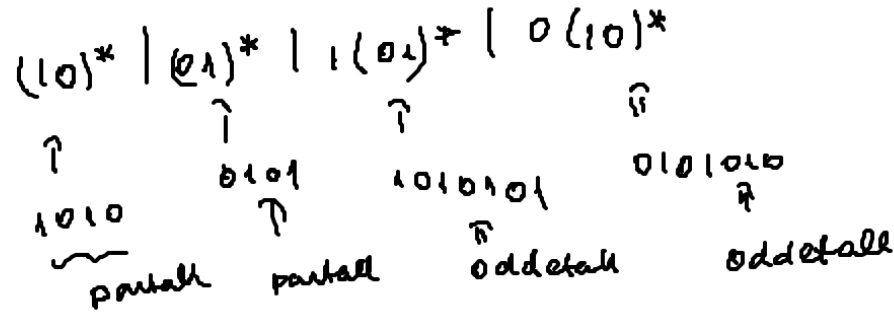 (10)* | (01)* | 1(01)* | 0(10)*
1010 0101 1010101 0101010
partall partall oddetall oddetall